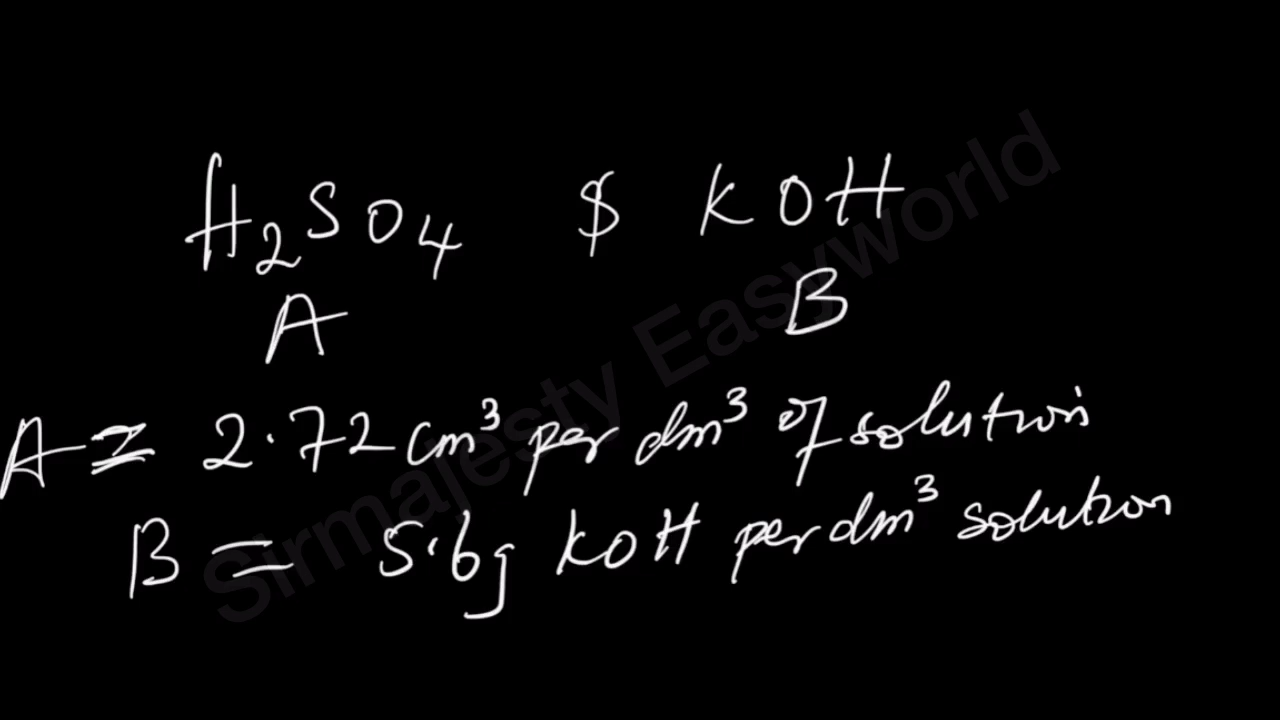 H₂SO₄ $ KOH
A B
A = 2.72 cm³ per dm³ of solution
B = 5.6g KOH per dm³ solution
Sirmajesty Easyworld